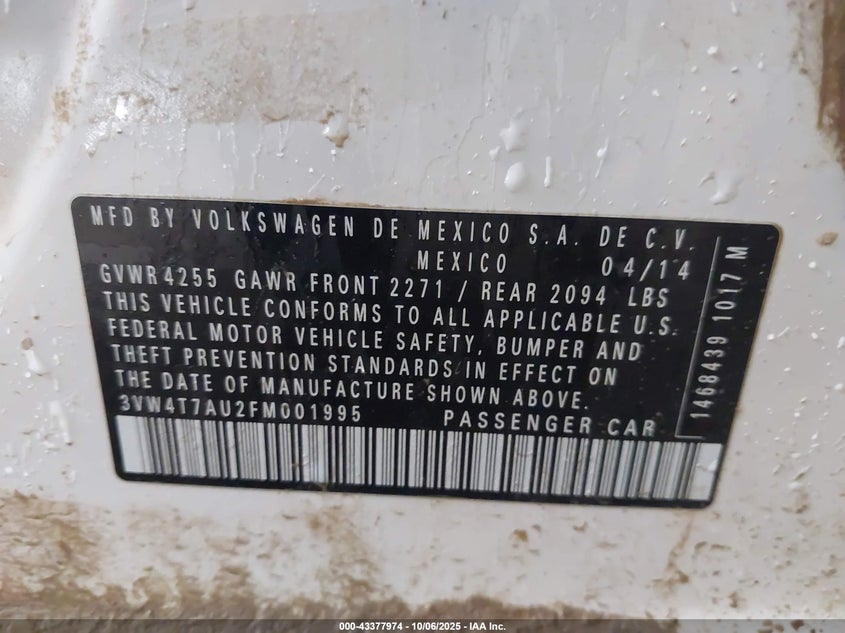 MFD BY VOLKSWAGEN DE MEXICO S.A. DE C.V.
MEXICO 04/14
GVWR 4255 GAWR FRONT 2271 / REAR 2094 LBS
THIS VEHICLE CONFORMS TO ALL APPLICABLE U.S.
FEDERAL MOTOR VEHICLE SAFETY, BUMPER AND
THEFT PREVENTION STANDARDS IN EFFECT ON
THE DATE OF MANUFACTURE SHOWN ABOVE.
3VW4T7AU2FM001995 PASSENGER CAR
1468439 1017 M
000-43377974 - 10/06/2025 - IAA Inc.